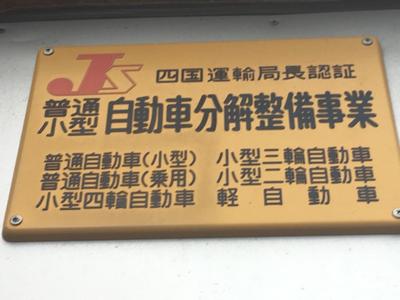 JS 四国運輸局長認証
普通
小型 自動車分解整備事業
普通自動車(小型) 小型三輪自動車
普通自動車(乗用) 小型二輪自動車
小型四輪自動車 軽自動車